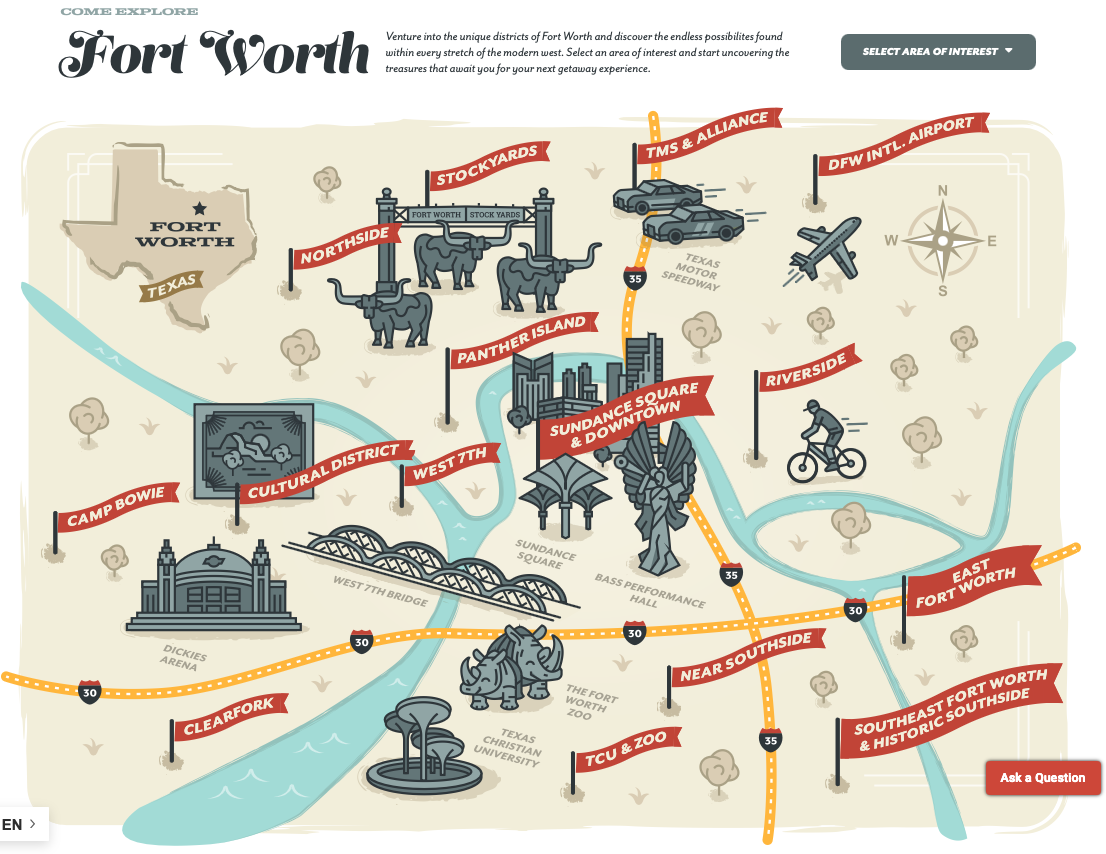 COME EXPLORE
Fort Worth
Venture into the unique districts of Fort Worth and discover the endless possibilites found
within every stretch of the modern west. Select an area of interest and start uncovering the
treasures that await you for your next getaway experience.
SELECT AREA OF INTEREST
TMS & ALLIANCE
DFW INTL. AIRPORT
STOCKYARDS
FORT WORTH
STOCK YARDS
FORT
WORTH
TEXAS
NORTHSIDE
N
W
E
S
TEXAS
MOTOR
SPEEDWAY
35
PANTHER ISLAND
RIVERSIDE
SUNDANCE SQUARE
& DOWNTOWN
CULTURAL DISTRICT
WEST 7TH
CAMP BOWIE
SUNDANCE
SQUARE
WEST 7TH BRIDGE
BASS PERFORMANCE
HALL
35
EAST
FORT WORTH
30
30
30
DICKIES
ARENA
30
NEAR SOUTHSIDE
THE FORT
WORTH
ZOO
CLEARFORK
TEXAS
CHRISTIAN
UNIVERSITY
TCU & ZOO
35
SOUTHEAST FORT WORTH
& HISTORIC SOUTHSIDE
Ask a Question
EN